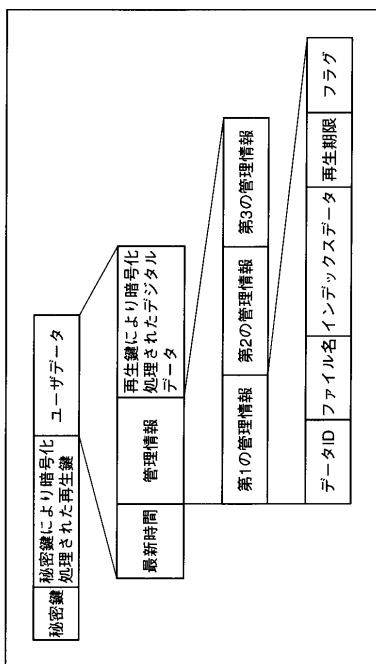 秘密鍵
秘密鍵により暗号化
処理された再生鍵
ユーザデータ
最新時間
管理情報
再生鍵により暗号化
処理されたデジタル
データ
第1の管理情報
第2の管理情報
第3の管理情報
データID
ファイル名
インデックスデータ
再生期限
フラグ